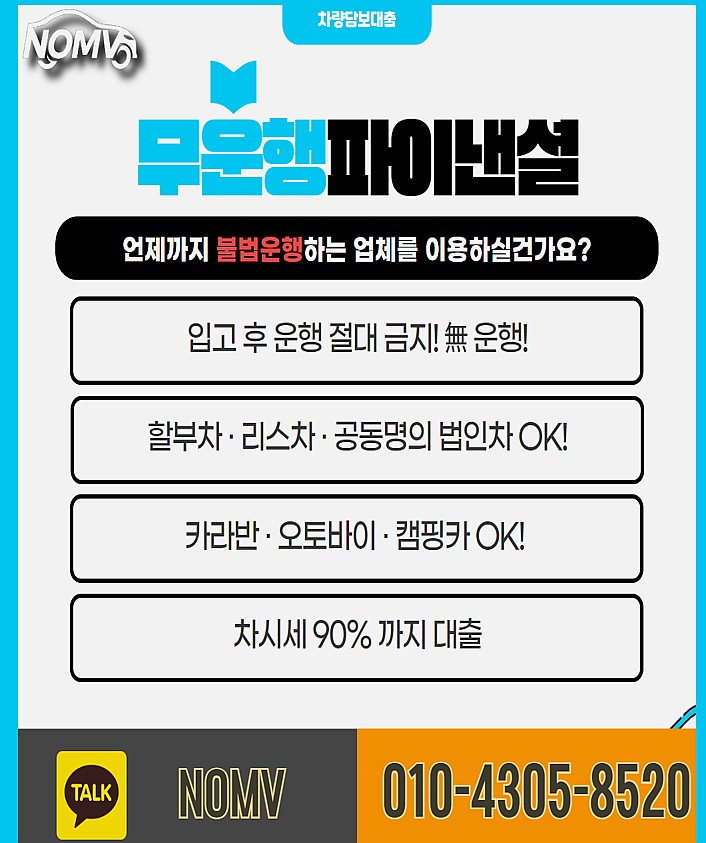 차량담보대출
NOMV
무운행파이낸셜
언제까지 불법운행하는 업체를 이용하실건가요?
입고 후 운행 절대 금지! 無 운행!
할부차 · 리스차 · 공동명의 법인차 OK!
카라반 · 오토바이 · 캠핑카 OK!
차시세 90% 까지 대출
TALK
NOMV
010-4305-8520